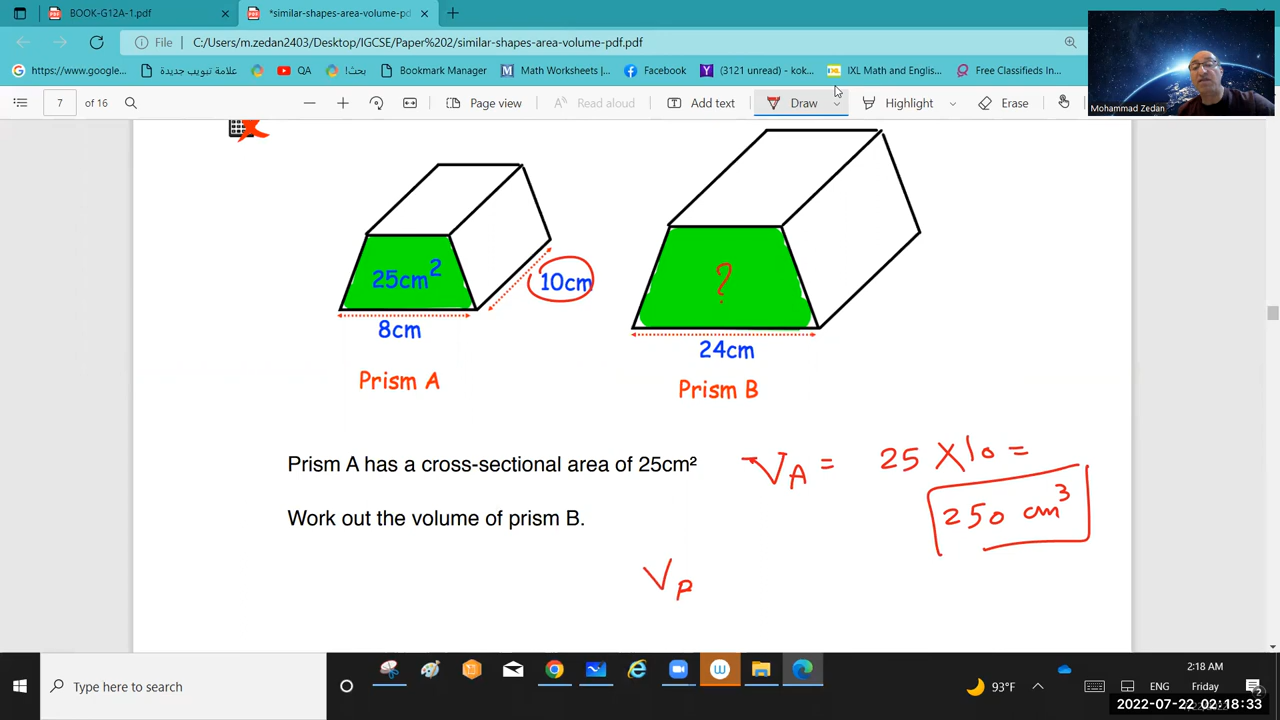 BOOK-G12A-1.pdf
*similar-shapes-area-volume-pdf
File
C:/Users/m.zedan2403/Desktop/IGCSE/Paper%202/similar-shapes-area-volume-pdf.pdf
https://www.google...
علامة تبويب جديدة
QA
بحث!
Bookmark Manager
Math Worksheets |...
Facebook
(3121 unread) - kok...
IXL Math and Englis...
Free Classifieds In...
Mohammad Zedan
7 of 16
Page view
Read aloud
Add text
Draw
Highlight
Erase
25cm²
10cm
8cm
Prism A
?
24cm
Prism B
Prism A has a cross-sectional area of 25cm²
V_A = 25 X 10 =
250 cm³
Work out the volume of prism B.
V
Type here to search
93°F
ENG
2:18 AM
Friday
2022-07-22 02:18:33